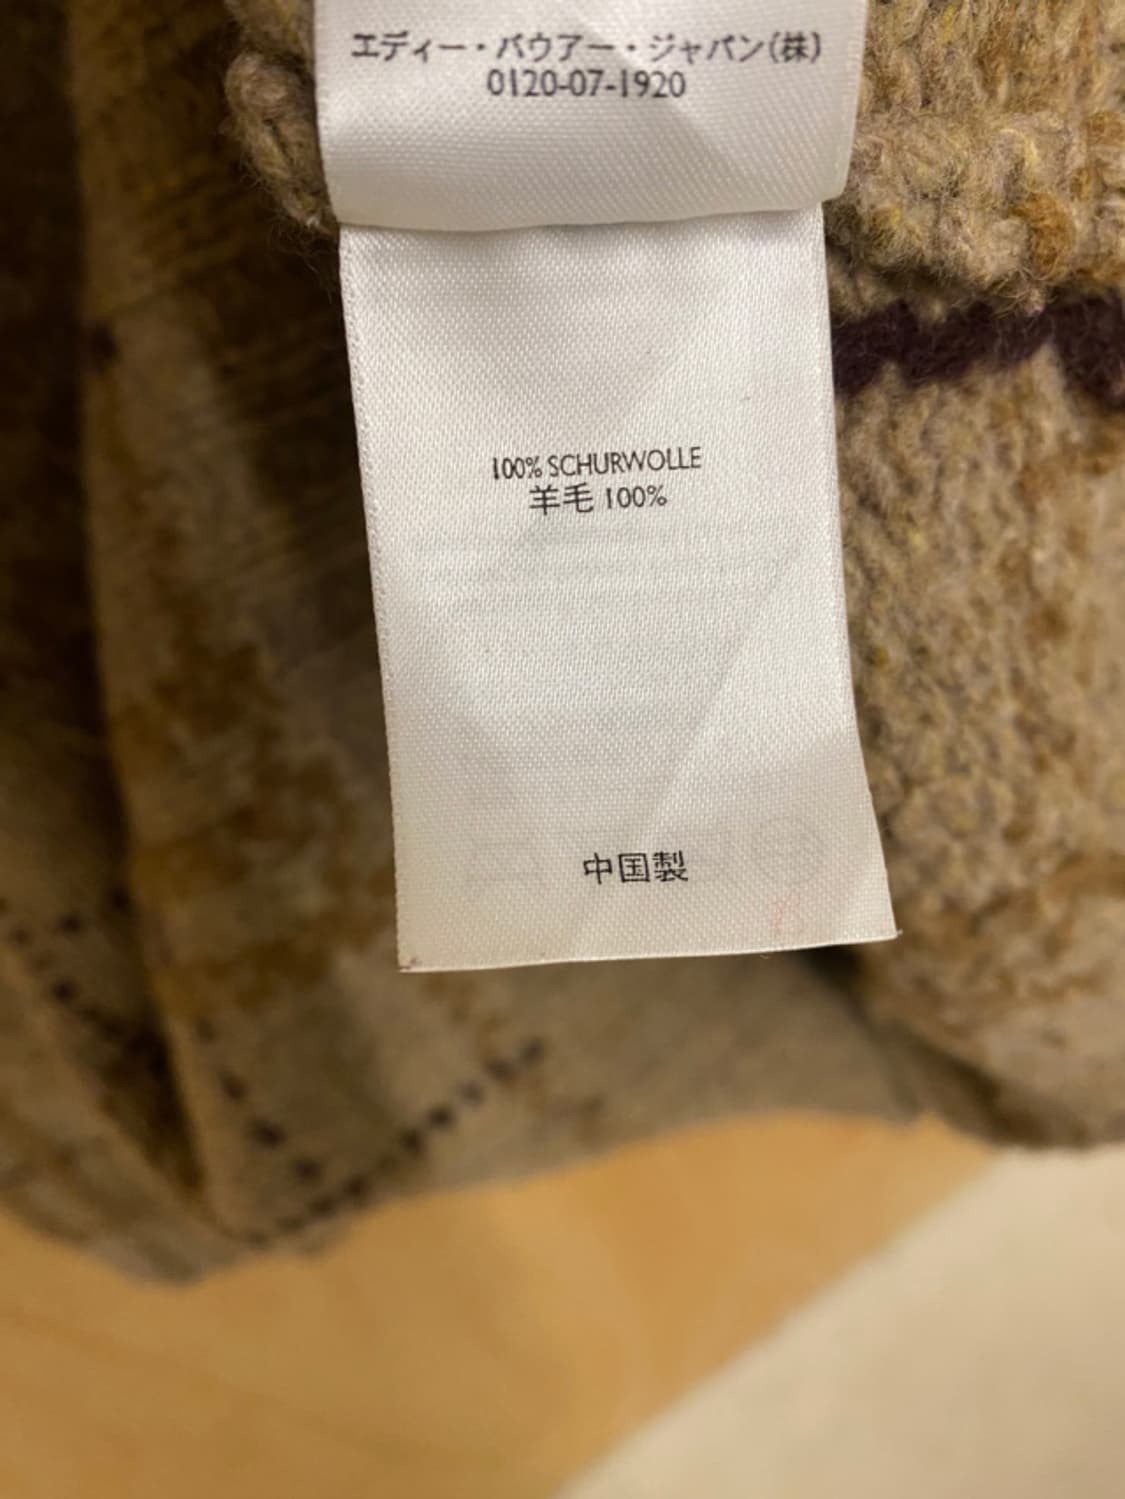 エディー・バウアー・ジャパン(株)
0120-07-1920
100% SCHURWOLLE
羊毛 100%
中国製